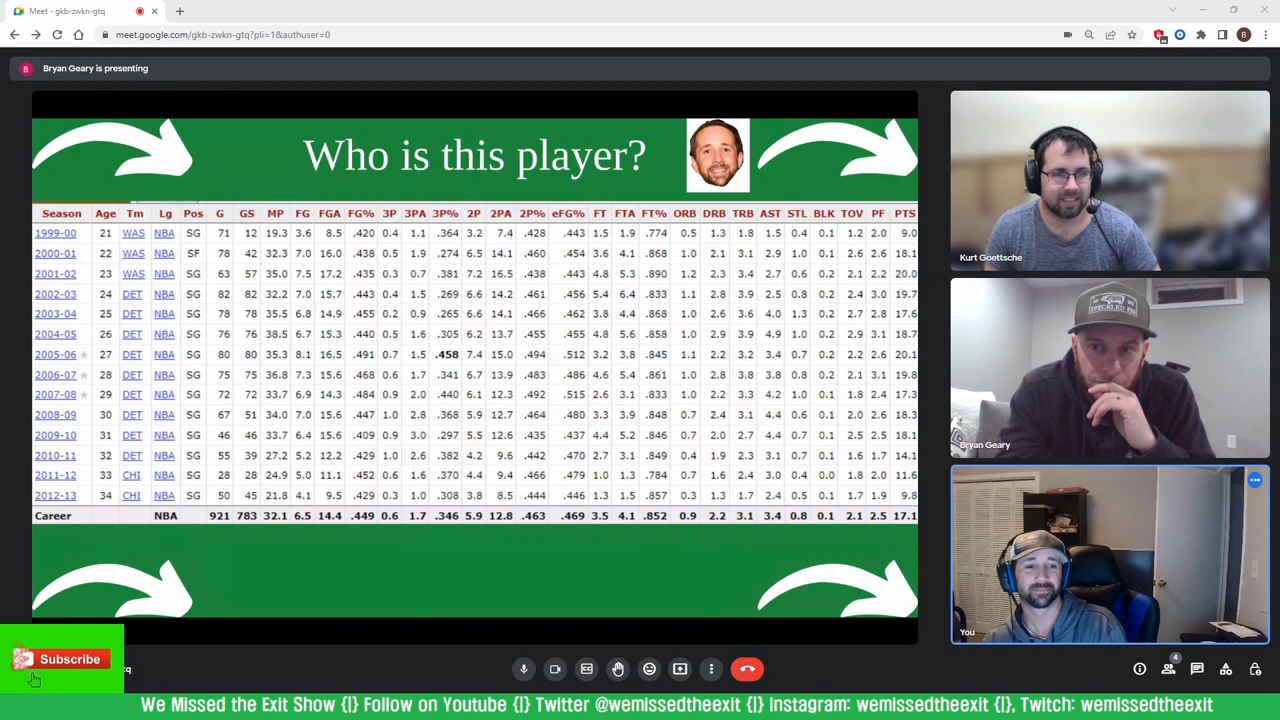 Meet - gkb-zwkn-gtq
meet.google.com/gkb-zwkn-gtq?pli=1&authuser=0
B
B Bryan Geary is presenting
Who is this player?
Season Age Tm Lg Pos G GS MP FG FGA FG% 3P 3PA 3P% 2P 2PA 2P% eFG% FT FTA FT% ORB DRB TRB AST STL BLK TOV PF PTS
1999-00 21 WAS NBA SG 71 12 19.3 3.6 8.5 .420 0.4 1.1 .364 3.2 7.4 .428 .443 1.5 1.9 .774 0.5 1.3 1.8 1.5 0.4 0.1 1.2 2.0 9.0
2000-01 22 WAS NBA SF 78 42 32.3 7.0 16.0 .438 0.5 1.9 .274 6.5 14.1 .460 .454 3.6 4.1 .868 1.0 2.1 3.1 2.9 1.0 0.1 2.6 2.6 18.1
2001-02 23 WAS NBA SG 63 57 35.0 7.5 17.2 .435 0.3 0.7 .381 7.2 16.5 .438 .443 4.8 5.3 .890 1.2 2.3 3.4 2.7 0.6 0.2 2.1 2.2 20.0
2002-03 24 DET NBA SG 82 82 32.2 7.0 15.7 .443 0.4 1.5 .269 6.6 14.2 .461 .456 5.4 6.4 .833 1.1 2.8 3.9 2.5 0.8 0.2 2.4 3.0 19.7
2003-04 25 DET NBA SG 78 78 35.5 6.8 14.9 .455 0.2 .265 6.6 14.1 .466 .462 3.8 4.4 .868 1.0 2.6 3.6 4.0 1.3 0.2 2.7 2.8 17.6
2004-05 26 DET NBA SG 76 76 38.5 6.7 15.3 .440 0.5 .305 6.2 13.7 .455 .455 4.8 5.6 .858 1.0 2.9 3.9 4.9 1.0 0.2 2.9 3.1 18.7
2005-06 27 DET NBA SG 80 80 35.3 8.1 16.5 .491 0.7 .458 7.4 15.0 .494 .512 3.2 3.8 .845 1.1 2.2 3.2 3.4 0.7 0.2 2.2 2.6 20.1
2006-07 28 DET NBA SG 75 75 36.8 7.3 15.6 .468 0.6 .341 6.7 13.9 .483 .486 4.6 5.4 .861 1.0 2.8 3.8 3.8 0.8 0.2 2.1 3.1 19.8
2007-08 29 DET NBA SG 72 72 33.7 6.9 14.3 .484 0.9 2.0 .440 6.1 12.3 .492 .515 2.6 3.1 .833 1.0 2.2 3.3 4.2 1.0 0.1 1.8 2.4 17.3
2008-09 30 DET NBA SG 67 51 34.0 7.0 15.6 .447 1.0 .368 5.9 12.7 .464 .480 3.3 3.9 .848 0.7 2.4 3.1 4.4 0.6 0.1 2.0 2.6 18.3
2009-10 31 DET NBA SG 46 46 33.7 6.4 15.6 .409 0.9 3.0 .297 5.5 12.6 .435 .437 4.4 5.2 .846 0.7 2.0 2.7 4.4 0.7 0.1 2.5 2.5 18.1
2010-11 32 DET NBA SG 55 39 5.2 12.2 .429 1.0 2.6 .382 4.2 9.6 .442 .470 2.7 3.1 .849 0.4 1.9 2.3 3.1 0.7 0.1 1.6 1.7 14.1
2011-12 33 CHI NBA SG 28 28 24.9 5.0 11.1 .452 0.6 1.6 .370 4.4 9.4 .466 .479 1.0 1.3 .784 0.7 1.6 2.4 3.0 0.4 0.0 1.8 2.0 11.6
2012-13 34 CHI NBA SG 50 45 21.8 4.1 9.5 .429 0.3 1.0 .308 3.8 8.5 .444 .446 1.3 1.5 .857 0.3 1.3 1.7 2.4 0.5 0.1 1.7 1.9 9.8
Career NBA 921 783 32.1 6.5 14.4 .449 0.6 1.7 .346 5.9 12.8 .463 .469 3.5 4.1 .852 0.9 2.2 3.1 3.4 0.8 0.1 2.1 2.5 17.1
Kurt Goettsche
SPECKLED PIG
Bryan Geary
You
Subscribe
tq
4
We Missed the Exit Show {|} Follow on Youtube {|} Twitter @wemissedtheexit {|} Instagram: wemissedtheexit {|}, Twitch: wemissedtheexit